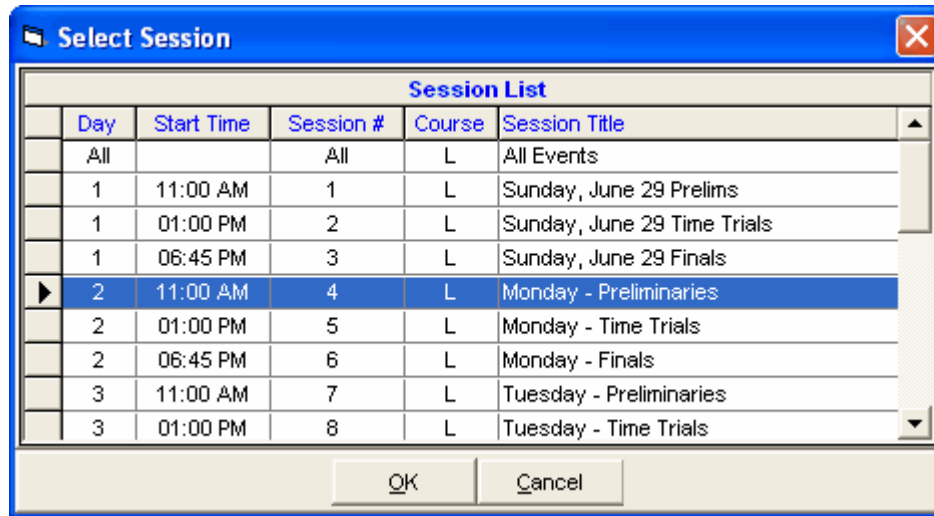 Select Session
Session List
Day Start Time Session # Course Session Title
All All L All Events
1 11:00 AM 1 L Sunday, June 29 Prelims
1 01:00 PM 2 L Sunday, June 29 Time Trials
1 06:45 PM 3 L Sunday, June 29 Finals
2 11:00 AM 4 L Monday - Preliminaries
2 01:00 PM 5 L Monday - Time Trials
2 06:45 PM 6 L Monday - Finals
3 11:00 AM 7 L Tuesday - Preliminaries
3 01:00 PM 8 L Tuesday - Time Trials
OK Cancel